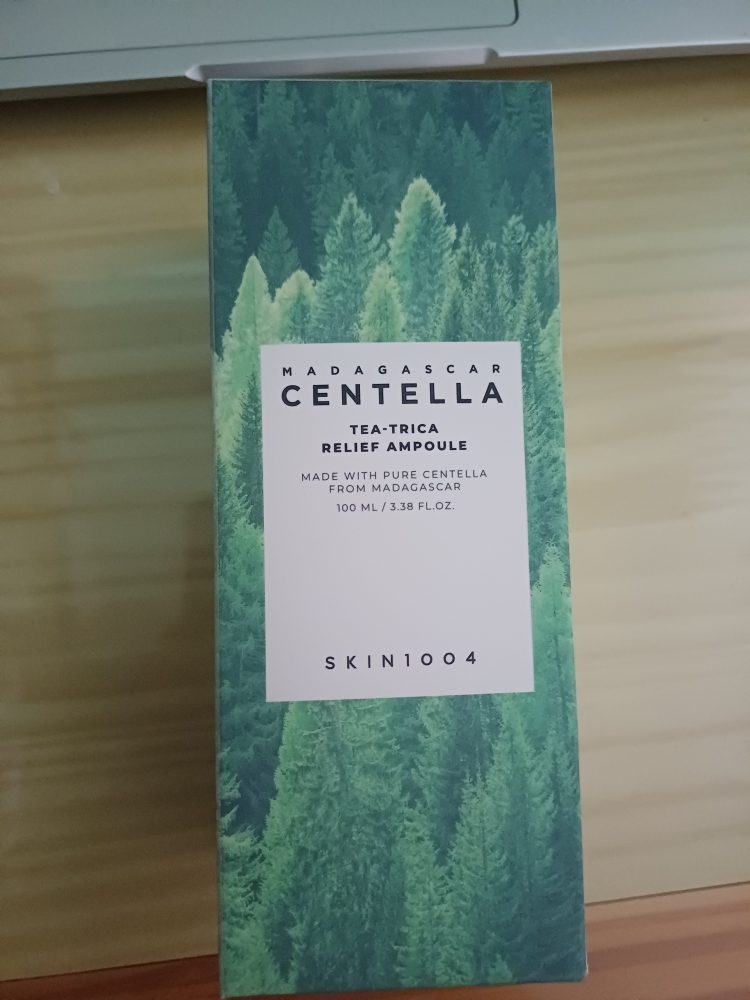 MADAGASCAR
CENTELLA
TEA-TRICA
RELIEF AMPOULE
MADE WITH PURE CENTELLA
FROM MADAGASCAR
100 ML / 3.38 FL.OZ.
SKIN1004